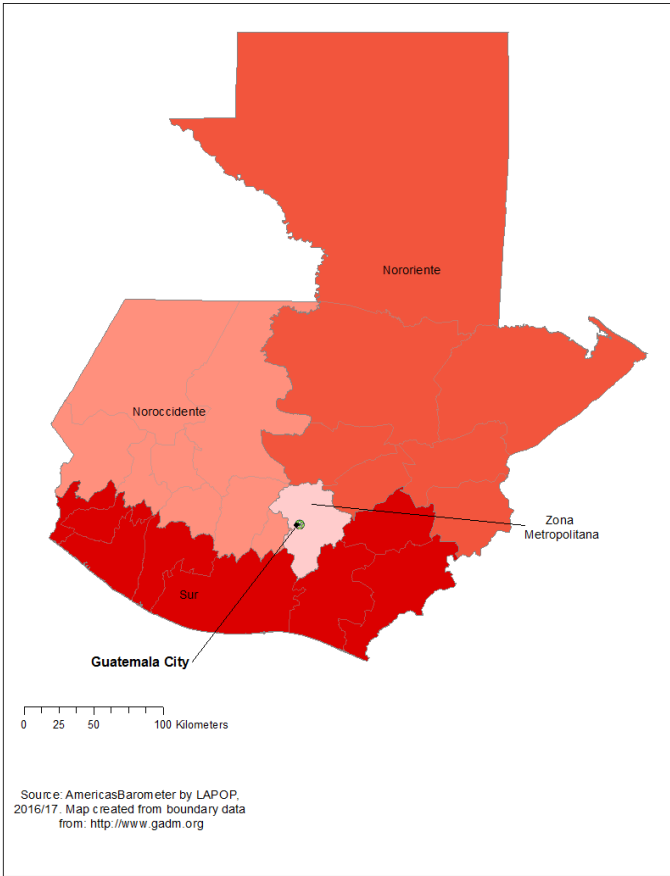 Nororiente
Noroccidente
Zona
Metropolitana
Sur
Guatemala City
0 25 50 100 Kilometers
Source: AmericasBarometer by LAPOP,
2016/17. Map created from boundary data
from: http://www.gadm.org